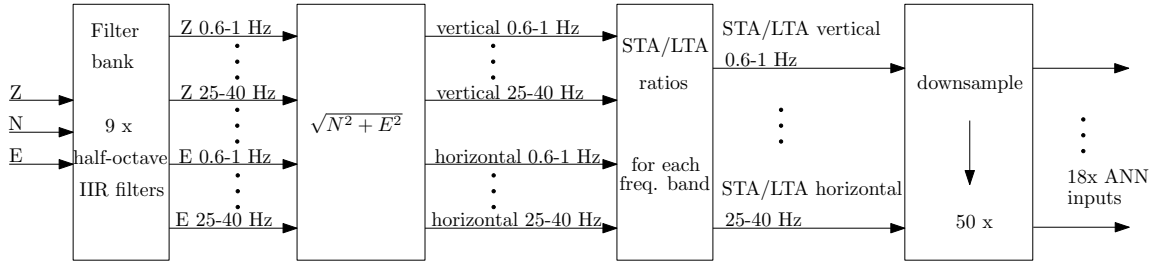 Z
N
E
Filter
bank
9 x
half-octave
IIR filters
Z 0.6-1 Hz
Z 25-40 Hz
E 0.6-1 Hz
E 25-40 Hz
√N² + E²
vertical 0.6-1 Hz
vertical 25-40 Hz
horizontal 0.6-1 Hz
horizontal 25-40 Hz
STA/LTA
ratios
for each
freq. band
STA/LTA vertical
0.6-1 Hz
STA/LTA horizontal
25-40 Hz
downsample
50 x
18x ANN
inputs